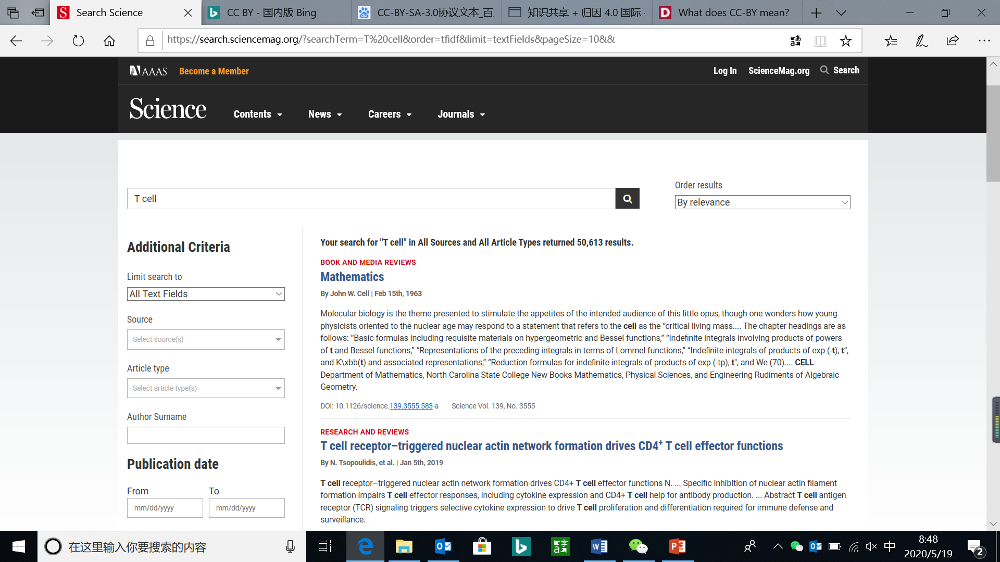 Search Science
CC BY - 国内版 Bing
CC-BY-SA-3.0协议文本_百
知识共享 + 归因 4.0 国际
What does CC-BY mean?
https://search.sciencemag.org/?searchTerm=T%20cell&order=tfidf&limit=textFields&pageSize=10&&
AAAS
Become a Member
Log In
ScienceMag.org
Search
Science
Contents
News
Careers
Journals
Order results
T cell
By relevance
Additional Criteria
Limit search to
All Text Fields
Source
Select source(s)
Article type
Select article type(s)
Author Surname
Publication date
From
To
mm/dd/yyyy
mm/dd/yyyy
Your search for "T cell" in All Sources and All Article Types returned 50,613 results.
BOOK AND MEDIA REVIEWS
Mathematics
By John W. Cell | Feb 15th, 1963
Molecular biology is the theme presented to stimulate the appetites of the intended audience of this little opus, though one wonders how young
physicists oriented to the nuclear age may respond to a statement that refers to the cell as the “critical living mass.... The chapter headings are as
follows: “Basic formulas including requisite materials on hypergeometric and Bessel functions,” “Indefinite integrals involving products of powers
of t and Bessel functions,” “Representations of the preceding integrals in terms of Lommel functions,” “Indefinite integrals of products of exp (-t), t“,
and K\xbb(t) and associated representations,” “Reduction formulas for indefinite integrals of products of exp (-tp), t", and We (70).... CELL
Department of Mathematics, North Carolina State College New Books Mathematics, Physical Sciences, and Engineering Rudiments of Algebraic
Geometry.
DOI: 10.1126/science.139.3555.583-a Science Vol. 139, No. 3555
RESEARCH AND REVIEWS
T cell receptor–triggered nuclear actin network formation drives CD4+ T cell effector functions
By N. Tsopoulidis, et al. | Jan 5th, 2019
T cell receptor–triggered nuclear actin network formation drives CD4+ T cell effector functions N. ... Specific inhibition of nuclear actin filament
formation impairs T cell effector responses, including cytokine expression and CD4+ T cell help for antibody production. ... Abstract T cell antigen
receptor (TCR) signaling triggers selective cytokine expression to drive T cell proliferation and differentiation required for immune defense and
surveillance.
在这里输入你要搜索的内容
中
8:48
2020/5/19
2